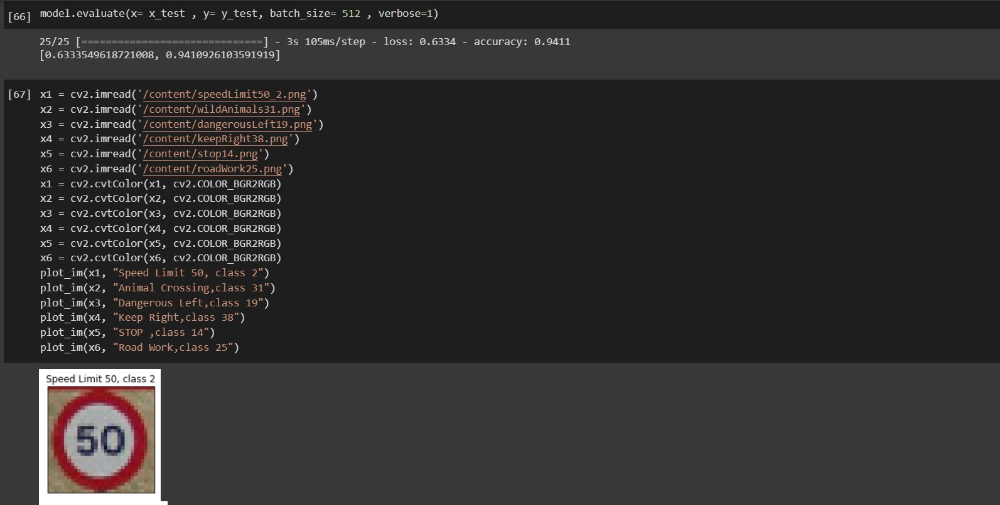 [66] model.evaluate(x= x_test , y= y_test, batch_size= 512 , verbose=1)
25/25 [==============================] - 3s 105ms/step - loss: 0.6334 - accuracy: 0.9411
[0.6333549618721008, 0.9410926103591919]
[67] x1 = cv2.imread('/content/speedLimit50_2.png')
x2 = cv2.imread('/content/wildAnimals31.png')
x3 = cv2.imread('/content/dangerousLeft19.png')
x4 = cv2.imread('/content/keepRight38.png')
x5 = cv2.imread('/content/stop14.png')
x6 = cv2.imread('/content/roadWork25.png')
x1 = cv2.cvtColor(x1, cv2.COLOR_BGR2RGB)
x2 = cv2.cvtColor(x2, cv2.COLOR_BGR2RGB)
x3 = cv2.cvtColor(x3, cv2.COLOR_BGR2RGB)
x4 = cv2.cvtColor(x4, cv2.COLOR_BGR2RGB)
x5 = cv2.cvtColor(x5, cv2.COLOR_BGR2RGB)
x6 = cv2.cvtColor(x6, cv2.COLOR_BGR2RGB)
plot_im(x1, "Speed Limit 50, class 2")
plot_im(x2, "Animal Crossing,class 31")
plot_im(x3, "Dangerous Left,class 19")
plot_im(x4, "Keep Right,class 38")
plot_im(x5, "STOP ,class 14")
plot_im(x6, "Road Work,class 25")
Speed Limit 50, class 2
50